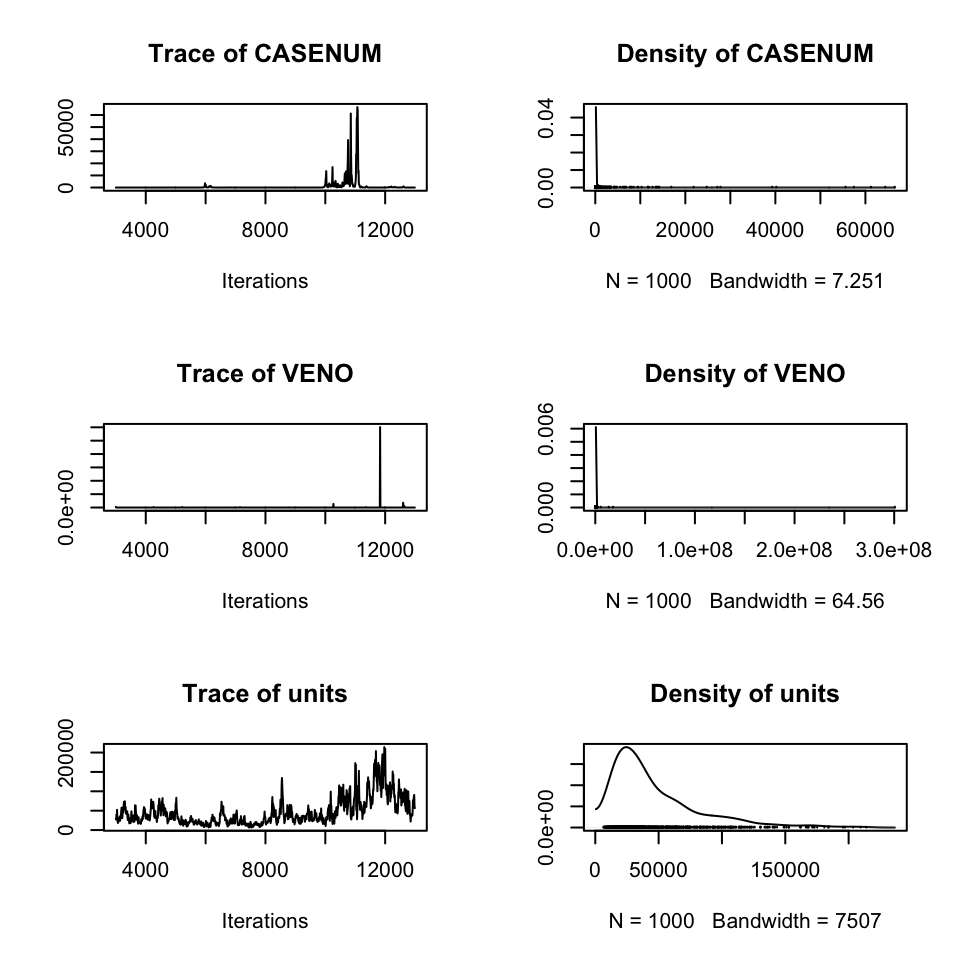 Trace of CASENUM
50000
0
4000 8000 12000
Iterations
Density of CASENUM
0.04
0.00
0 20000 40000 60000
N = 1000 Bandwidth = 7.251
Trace of VENO
0.0e+00
4000 8000 12000
Iterations
Density of VENO
0.006
0.000
0.0e+00 1.0e+08 2.0e+08 3.0e+08
N = 1000 Bandwidth = 64.56
Trace of units
200000
0
4000 8000 12000
Iterations
Density of units
0.0e+00
0 50000 150000
N = 1000 Bandwidth = 7507